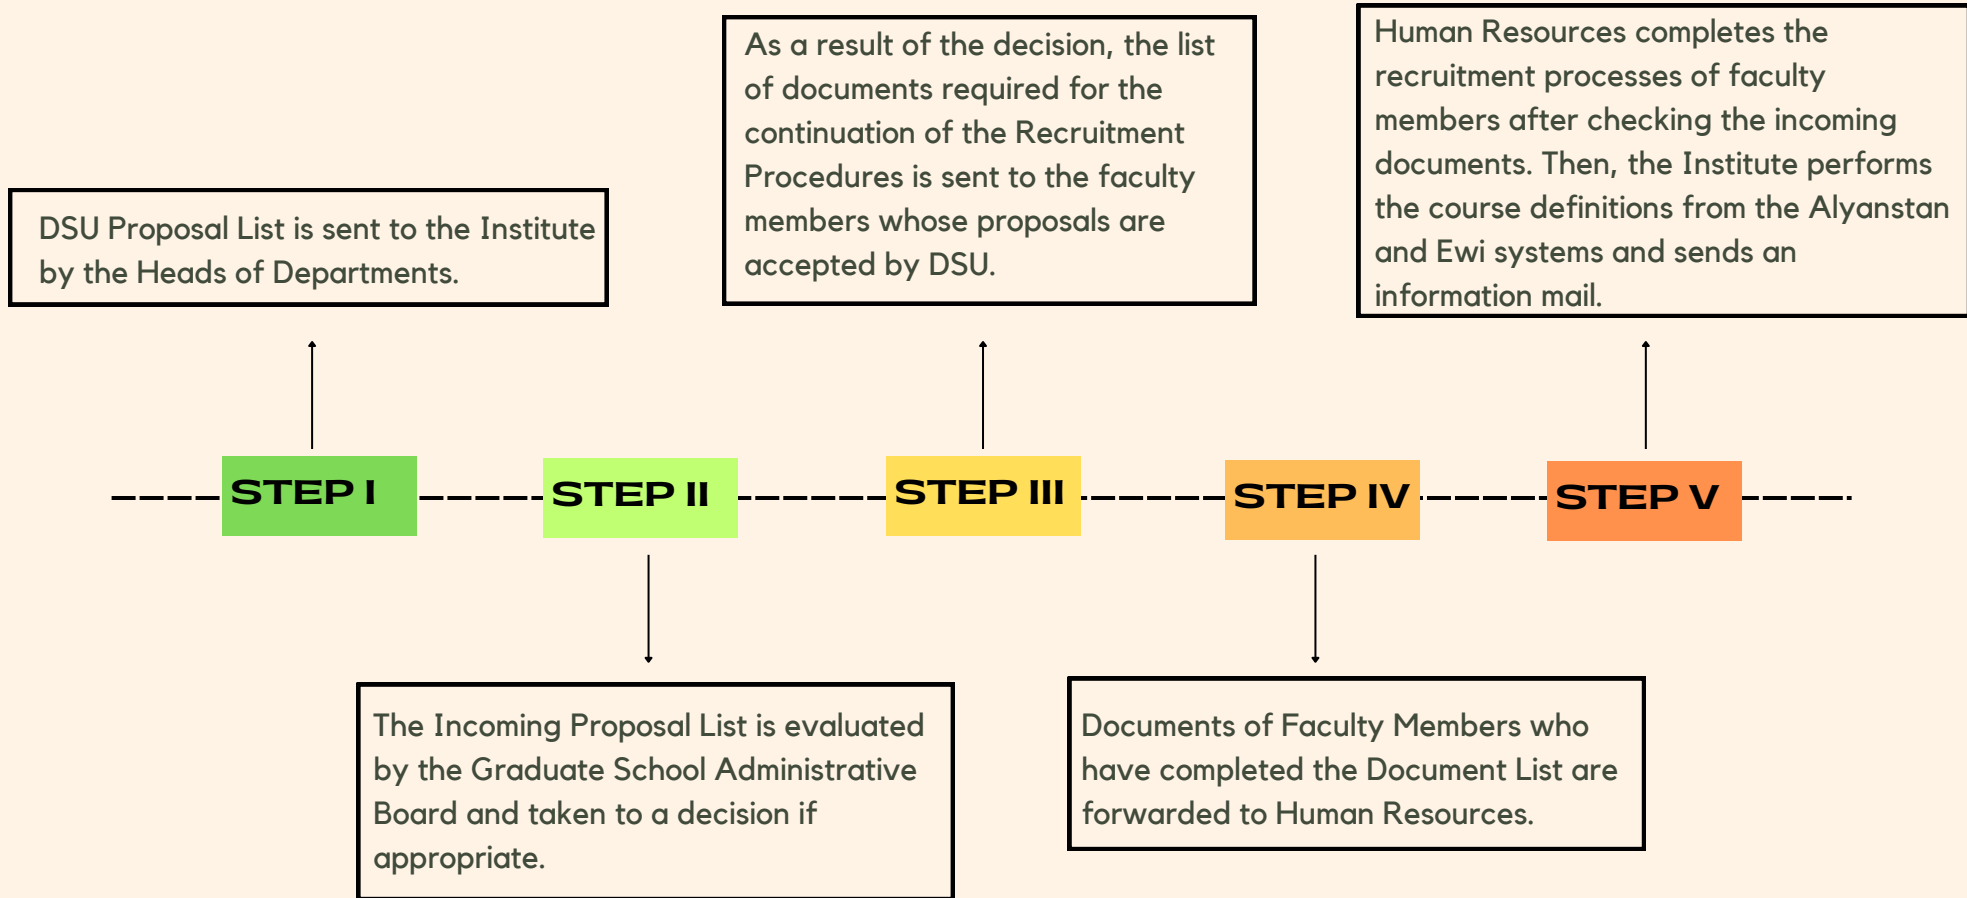 STEP I
DSU Proposal List is sent to the Institute
by the Heads of Departments.
STEP II
The Incoming Proposal List is evaluated
by the Graduate School Administrative
Board and taken to a decision if
appropriate.
STEP III
As a result of the decision, the list
of documents required for the
continuation of the Recruitment
Procedures is sent to the faculty
members whose proposals are
accepted by DSU.
STEP IV
Documents of Faculty Members who
have completed the Document List are
forwarded to Human Resources.
STEP V
Human Resources completes the
recruitment processes of faculty
members after checking the incoming
documents. Then, the Institute performs
the course definitions from the Alyanstan
and Ewi systems and sends an
information mail.